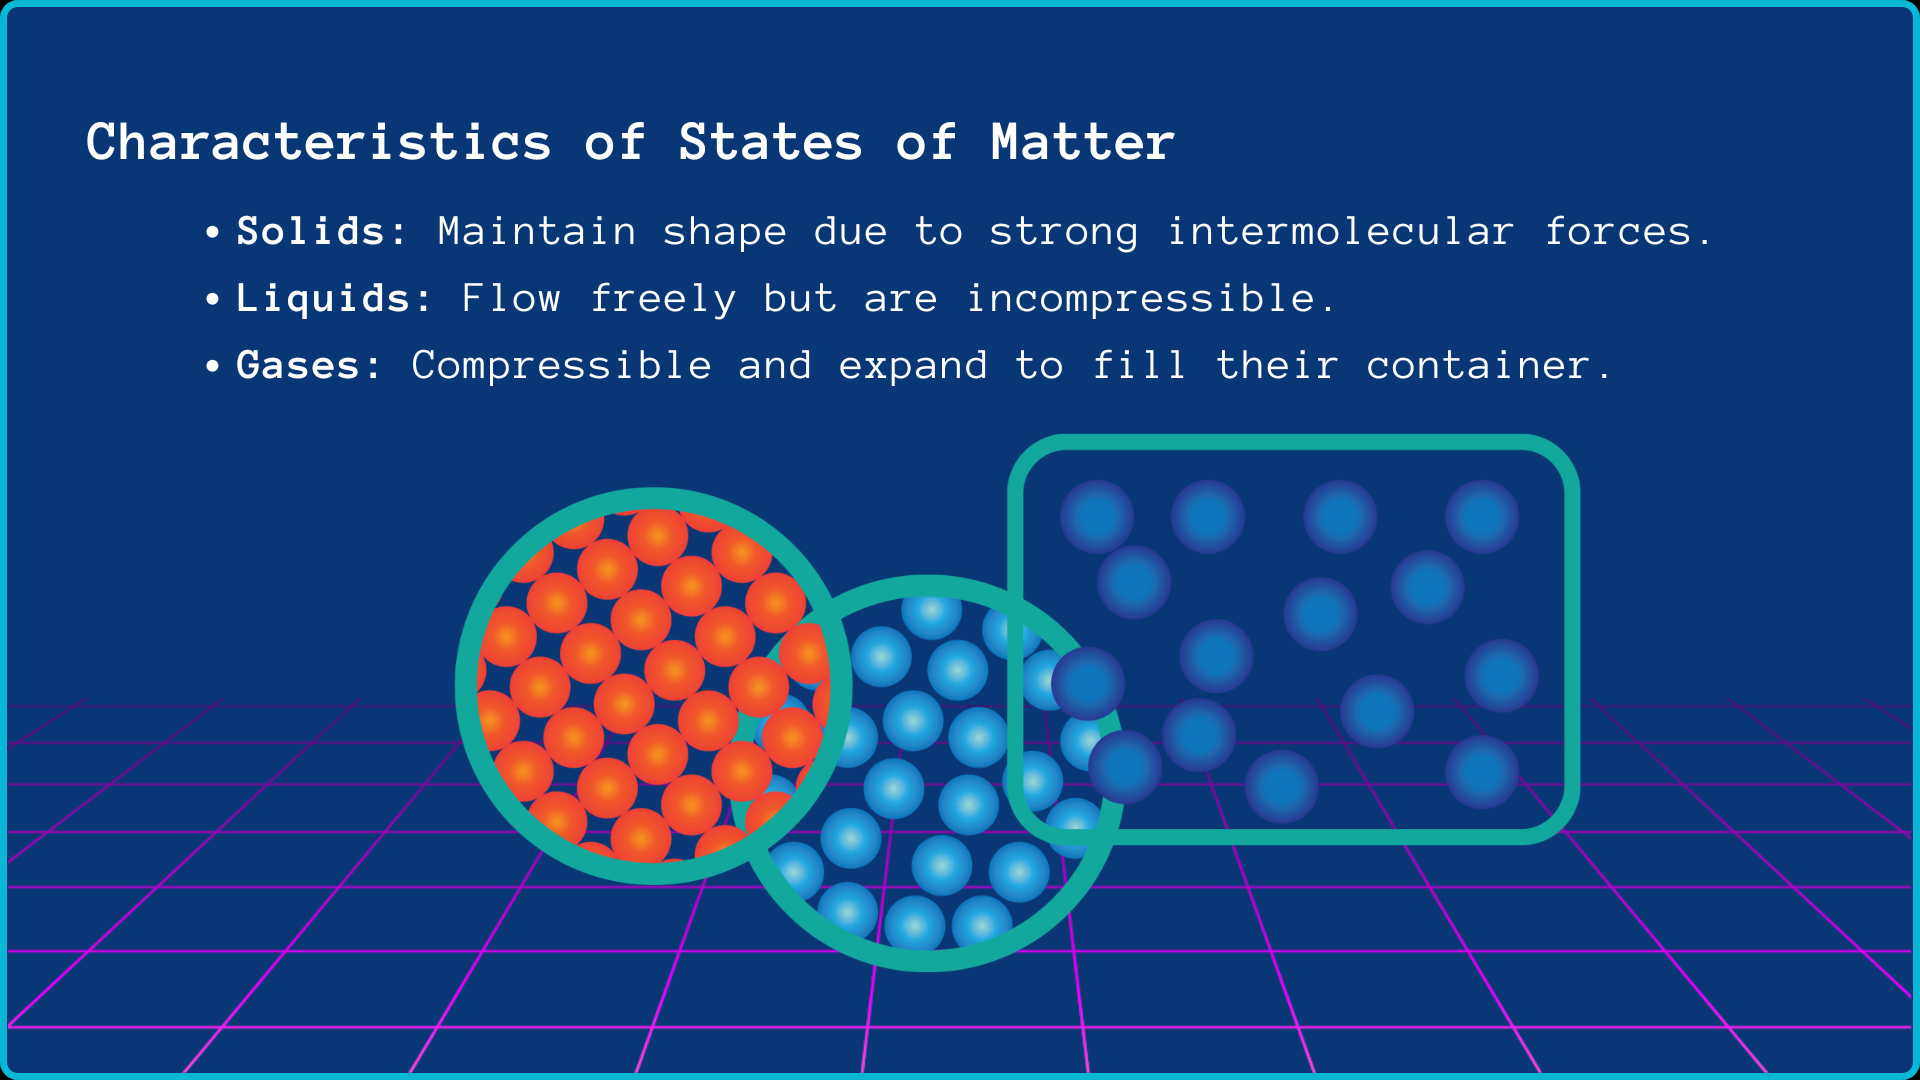 Characteristics of States of Matter
• Solids: Maintain shape due to strong intermolecular forces.
• Liquids: Flow freely but are incompressible.
• Gases: Compressible and expand to fill their container.